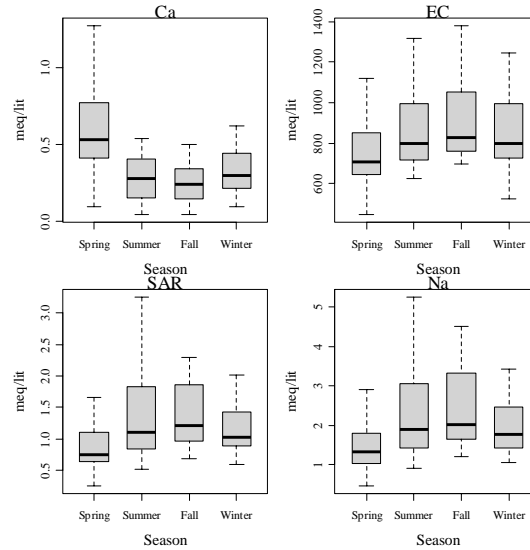 Ca
meq/lit
1.0
0.5
0.0
Spring Summer Fall Winter
Season
EC
meq/lit
1400
1200
1000
800
600
Spring Summer Fall Winter
Season
SAR
meq/lit
3.0
2.5
2.0
1.5
1.0
0.5
Spring Summer Fall Winter
Season
Na
meq/lit
5
4
3
2
1
Spring Summer Fall Winter
Season